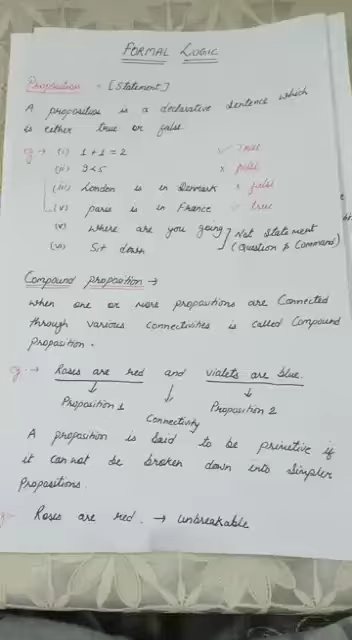 FORMAL LOGIC
Proposition - [Statement]
A proposition is a declarative sentence which
is either true or false.
eg → (i) 1 + 1 = 2 ✓ True
(ii) 9 < 5 × false
(iii) London is in Denmark × false
(iv) paris is in France ✓ true
(v) where are you going ] Not Statement
(vi) Sit down (Question & Command)
Compound proposition →
when one or more propositions are Connected
through various connectivities is called Compound
Proposition.
eg → Roses are red and vialets are blue.
Proposition 1 Connectivity Proposition 2
A proposition is said to be primitive if
it can not be broken down into simpler
Propositions.
Roses are red. → unbreakable